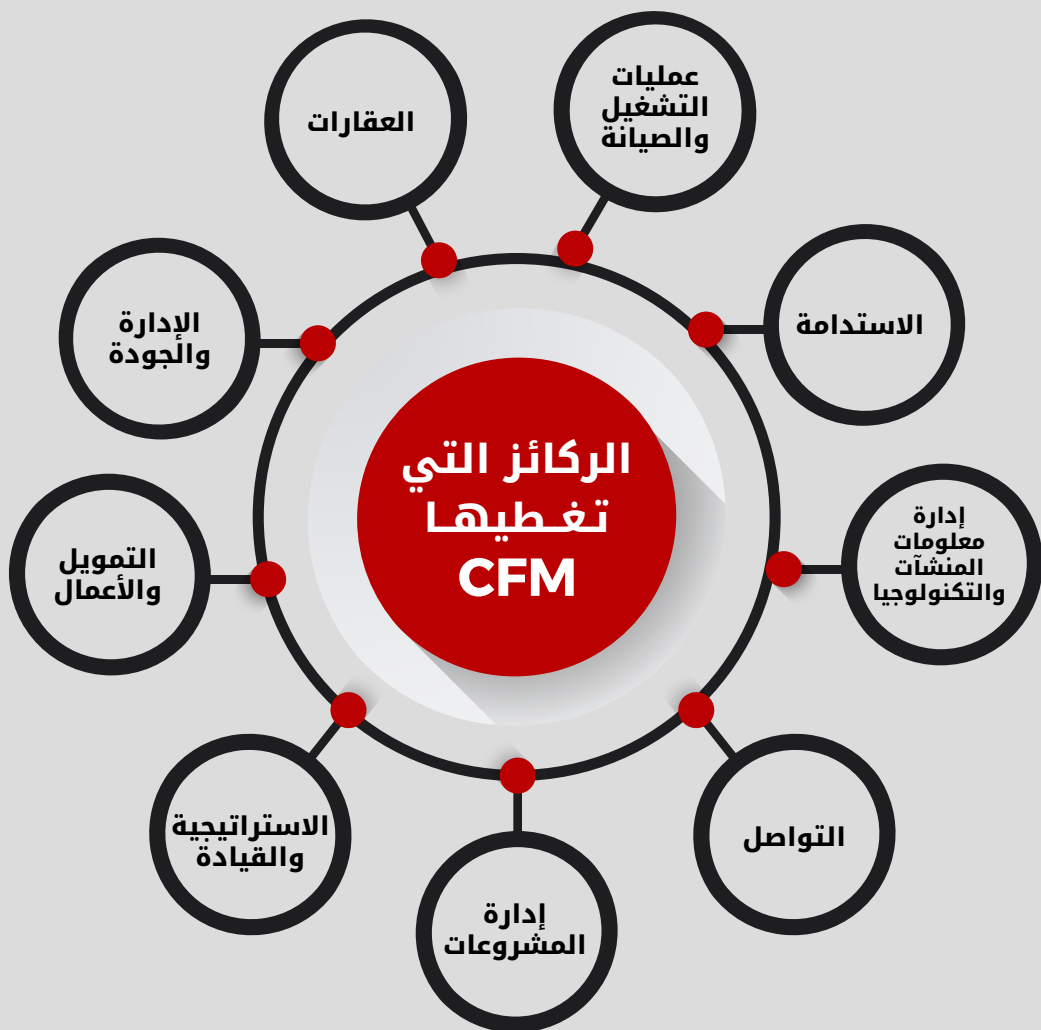 الركائز التي
تغطيها
CFM
عمليات
التشغيل
والصيانة
الاستدامة
إدارة
معلومات
المنشآت
والتكنولوجيا
التواصل
إدارة
المشروعات
الاستراتيجية
والقيادة
التمويل
والأعمال
الإدارة
والجودة
العقارات